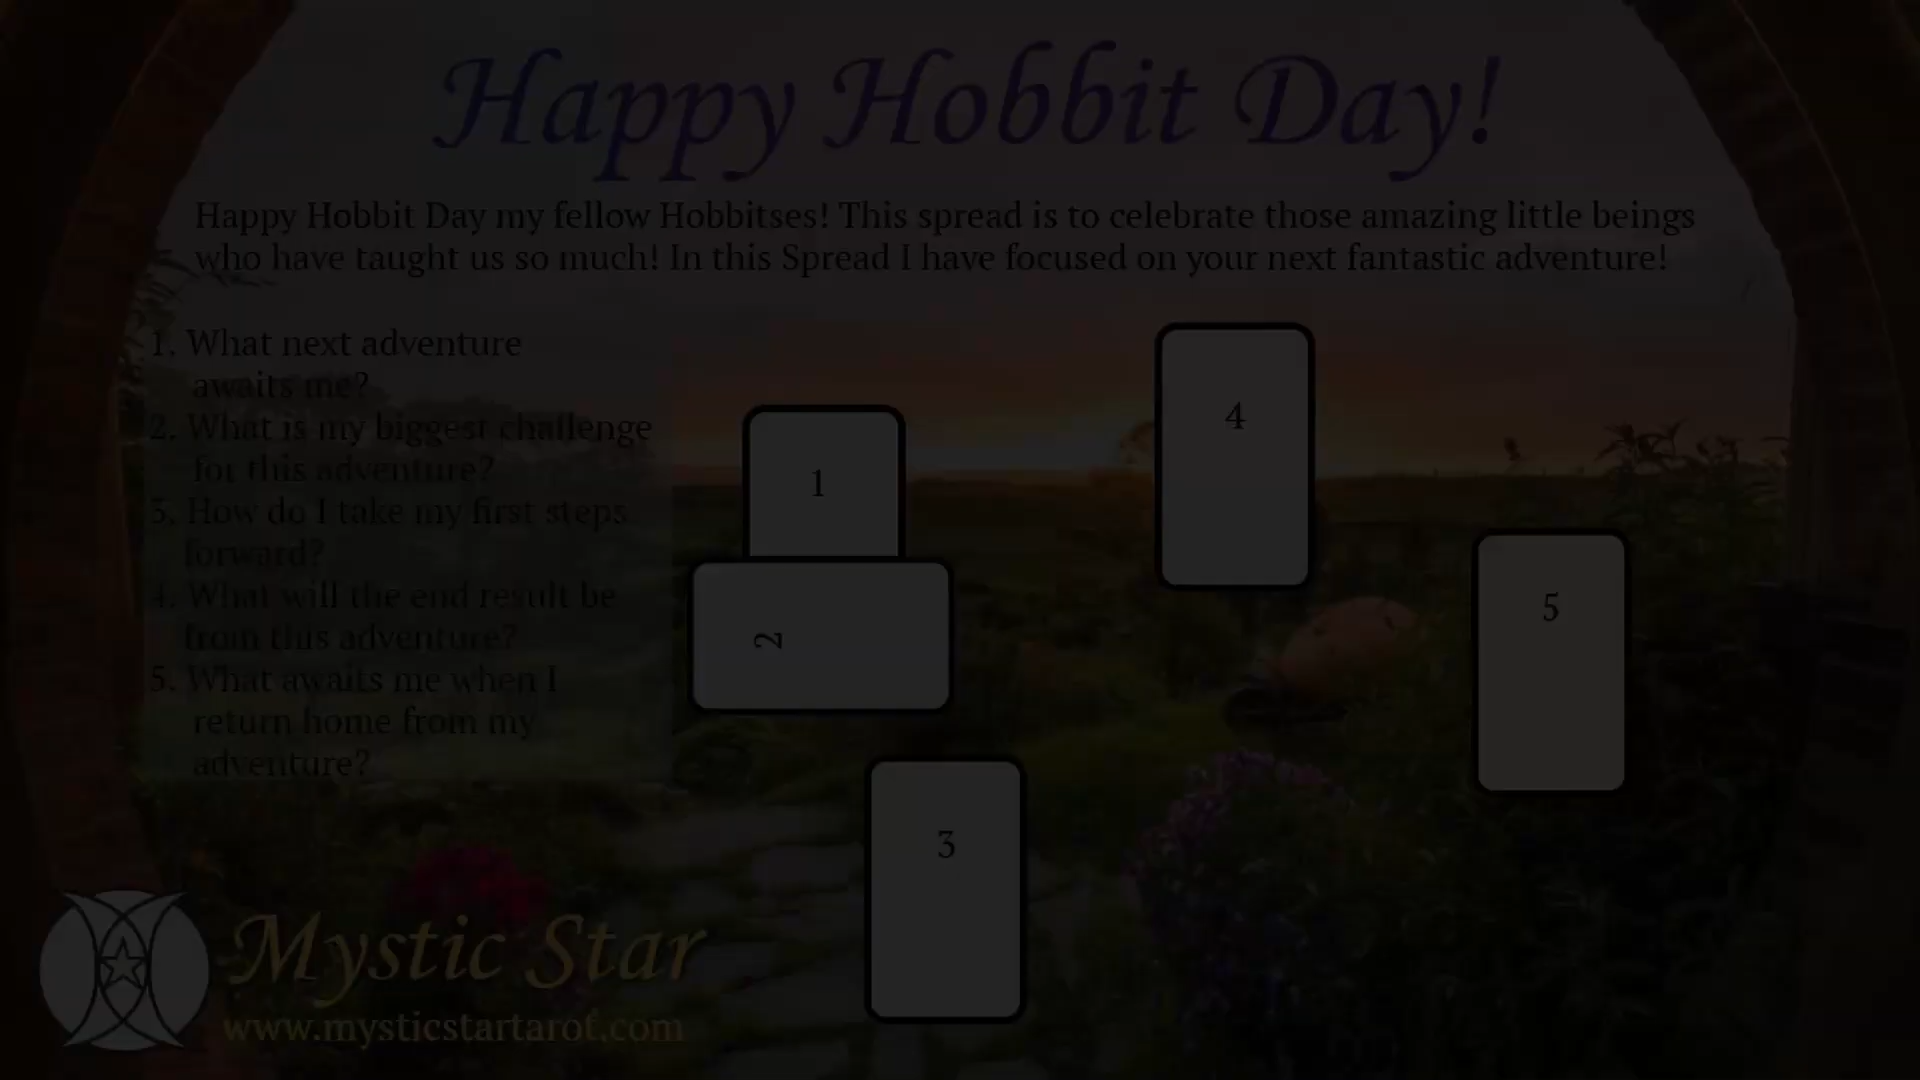 Happy Hobbit Day!
Happy Hobbit Day my fellow Hobbitses! This spread is to celebrate those amazing little beings
who have taught us so much! In this Spread I have focused on your next fantastic adventure!
1. What next adventure
awaits me?
2. What is my biggest challenge
for this adventure?
3. How do I take my first steps
forward?
4. What will the end result be
from this adventure?
5. What awaits me when I
return home from my
adventure?
1
2
3
4
5
Mystic Star
www.mysticstartarot.com